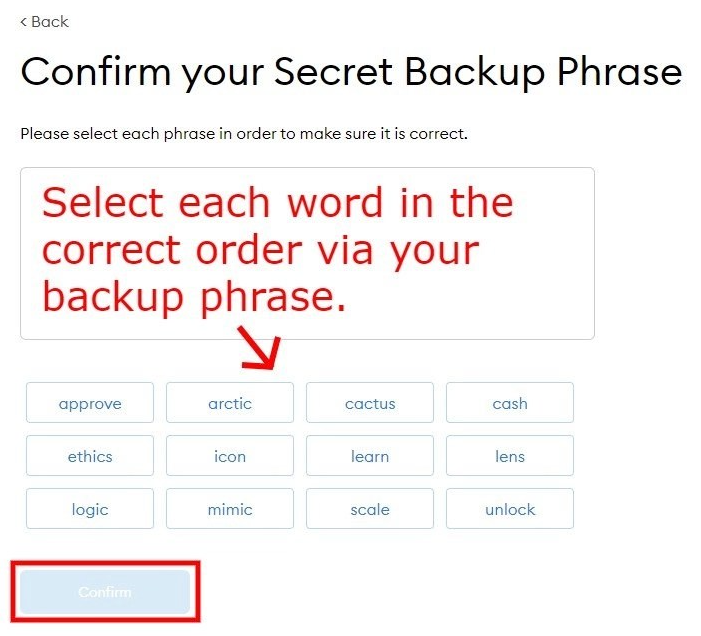 < Back
Confirm your Secret Backup Phrase
Please select each phrase in order to make sure it is correct.
Select each word in the
correct order via your
backup phrase.
approve arctic cactus cash
ethics icon learn lens
logic mimic scale unlock
Confirm